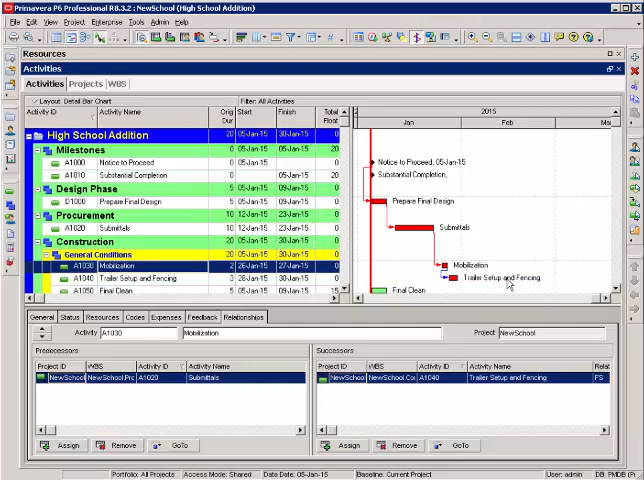 Primavera P6 Professional R8.3.2 : NewSchool (High School Addition)
File Edit View Project Enterprise Tools Admin Help
Resources
Activities
Activities Projects WBS
Layout: Detail Bar Chart Filter: All Activities
Activity ID Activity Name Orig Dur Start Finish Total Float
2015
Jan Feb Mar
High School Addition 20 05-Jan-15 30-Jan-15 0
Milestones 0 05-Jan-15 05-Jan-15 20
A1000 Notice to Proceed 0 05-Jan-15 0
A1010 Substantial Completion 0 05-Jan-15 20
Design Phase 5 05-Jan-15 09-Jan-15 0
D1000 Prepare Final Design 5 05-Jan-15 09-Jan-15 0
Procurement 10 12-Jan-15 23-Jan-15 0
A1020 Submittals 10 12-Jan-15 23-Jan-15 0
Construction 20 05-Jan-15 30-Jan-15 0
General Conditions 20 05-Jan-15 30-Jan-15 0
A1030 Mobilization 2 26-Jan-15 27-Jan-15 0
A1040 Trailer Setup and Fencing 3 28-Jan-15 30-Jan-15 0
A1050 Final Clean 5 05-Jan-15 09-Jan-15 15
Notice to Proceed, 05-Jan-15
Substantial Completion,
Prepare Final Design
Submittals
Mobilization
Trailer Setup and Fencing
Final Clean
General Status Resources Codes Expenses Feedback Relationships
Activity A1030 Mobilization Project NewSchool
Predecessors
Project ID WBS Activity ID Activity Name
NewSchool NewSchool.Pro A1020 Submittals
Assign Remove GoTo
Successors
Project ID WBS Activity ID Activity Name Relat
NewSchool NewSchool.Co A1040 Trailer Setup and Fencing FS
Assign Remove GoTo
Portfolio: All Projects Access Mode: Shared Data Date: 05-Jan-15 Baseline: Current Project User: admin DB: PMDB (P